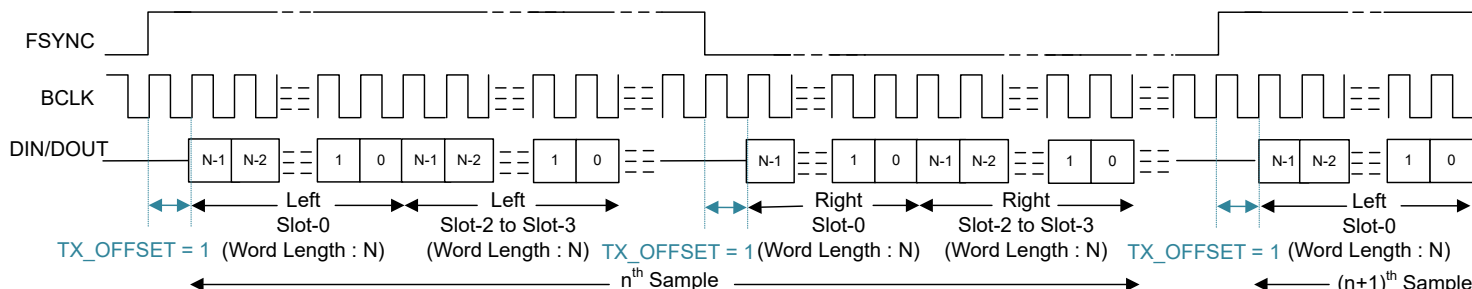 FSYNC
BCLK
DIN/DOUT
N-1 N-2 1 0 N-1 N-2 1 0 N-1 1 0 N-1 N-2 1 0 N-1 N-2 1 0
Left Left Right Right Left
Slot-0 Slot-2 to Slot-3 Slot-0 Slot-2 to Slot-3 Slot-0
TX_OFFSET = 1 (Word Length : N) (Word Length : N) TX_OFFSET = 1 (Word Length : N) (Word Length : N) TX_OFFSET = 1 (Word Length : N)
nth Sample (n+1)th Sample